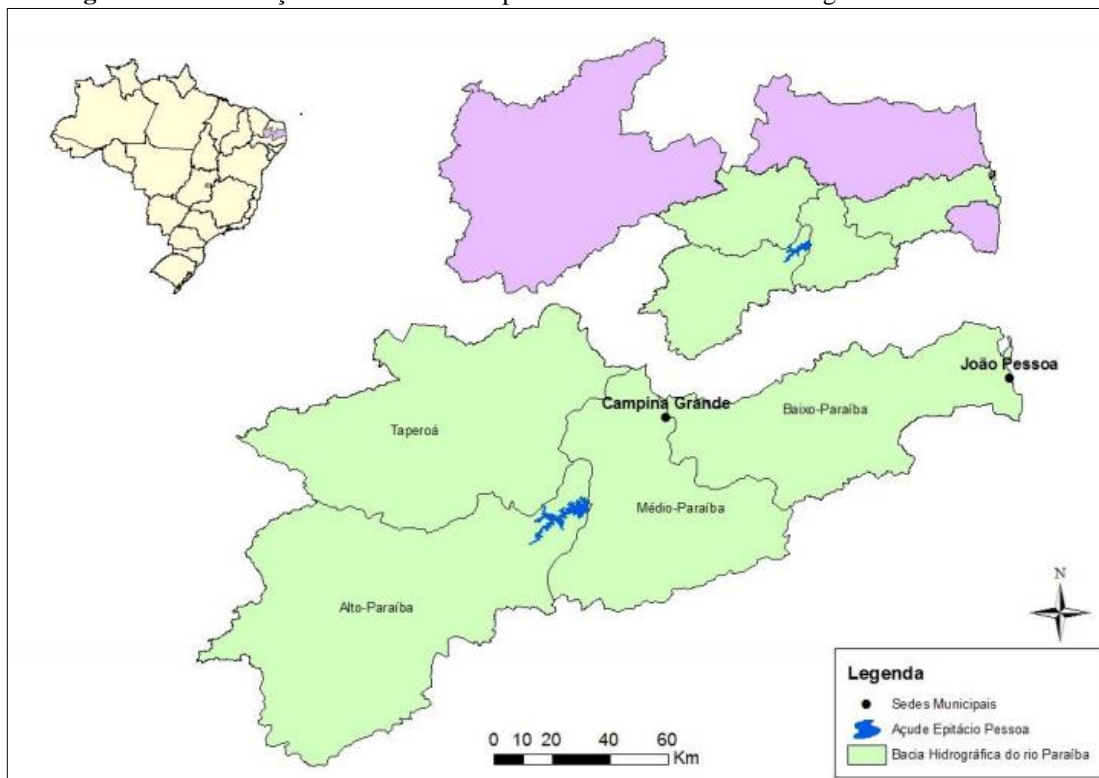 João Pessoa
Campina Grande
Baixo-Paraíba
Taperoá
Médio-Paraíba
Alto-Paraíba
N
Legenda
Sedes Municipais
Açude Epitácio Pessoa
Bacia Hidrográfica do rio Paraíba
0 10 20 30 40 60
Km